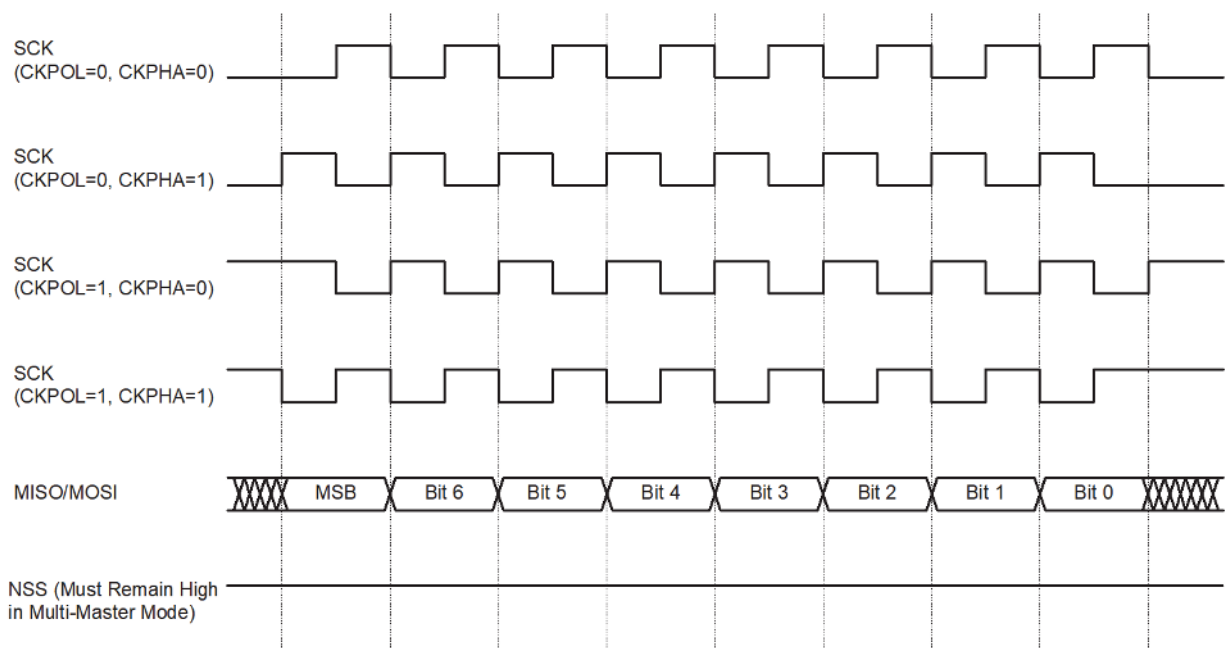 SCK
(CKPOL=0, CKPHA=0)
SCK
(CKPOL=0, CKPHA=1)
SCK
(CKPOL=1, CKPHA=0)
SCK
(CKPOL=1, CKPHA=1)
MISO/MOSI
MSB Bit 6 Bit 5 Bit 4 Bit 3 Bit 2 Bit 1 Bit 0
NSS (Must Remain High
in Multi-Master Mode)